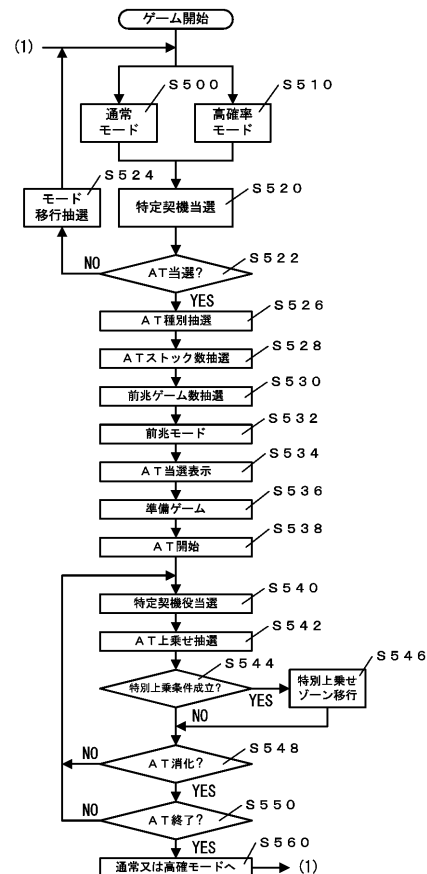 ゲーム開始
(1)
S500
S510
通常
モード
高確率
モード
S524
S520
モード
移行抽選
特定契機当選
S522
NO
AT当選?
YES
S526
AT種別抽選
S528
ATストック数抽選
S530
前兆ゲーム数抽選
S532
前兆モード
S534
AT当選表示
S536
準備ゲーム
S538
AT開始
S540
特定契機役当選
S542
AT上乗せ抽選
S544
S546
特別上乗条件成立?
YES
特別上乗せ
ゾーン移行
NO
S548
NO
AT消化?
YES
S550
NO
AT終了?
YES
S560
通常又は高確モードへ
(1)